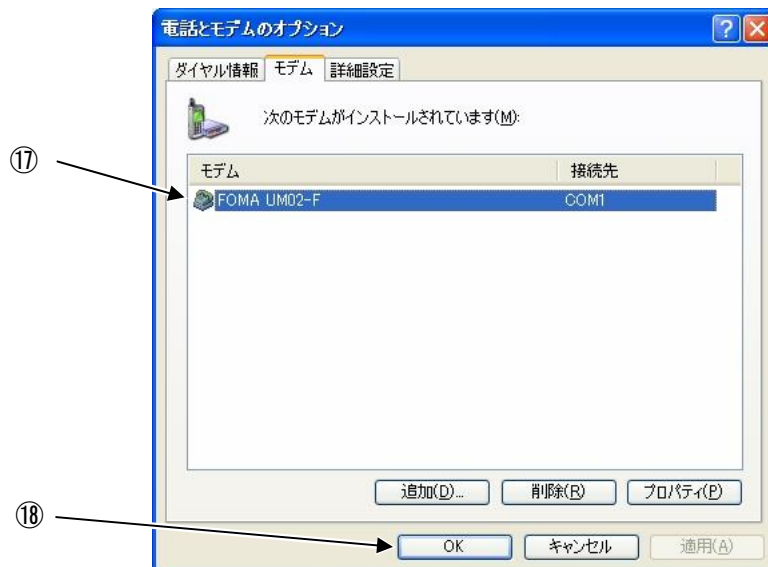 電話とモデムのオプション
ダイヤル情報 モデム 詳細設定
次のモデムがインストールされています(M):
⑰
モデム 接続先
FOMA UM02-F COM1
追加(D)... 削除(R) プロパティ(P)
⑱
OK キャンセル 適用(A)